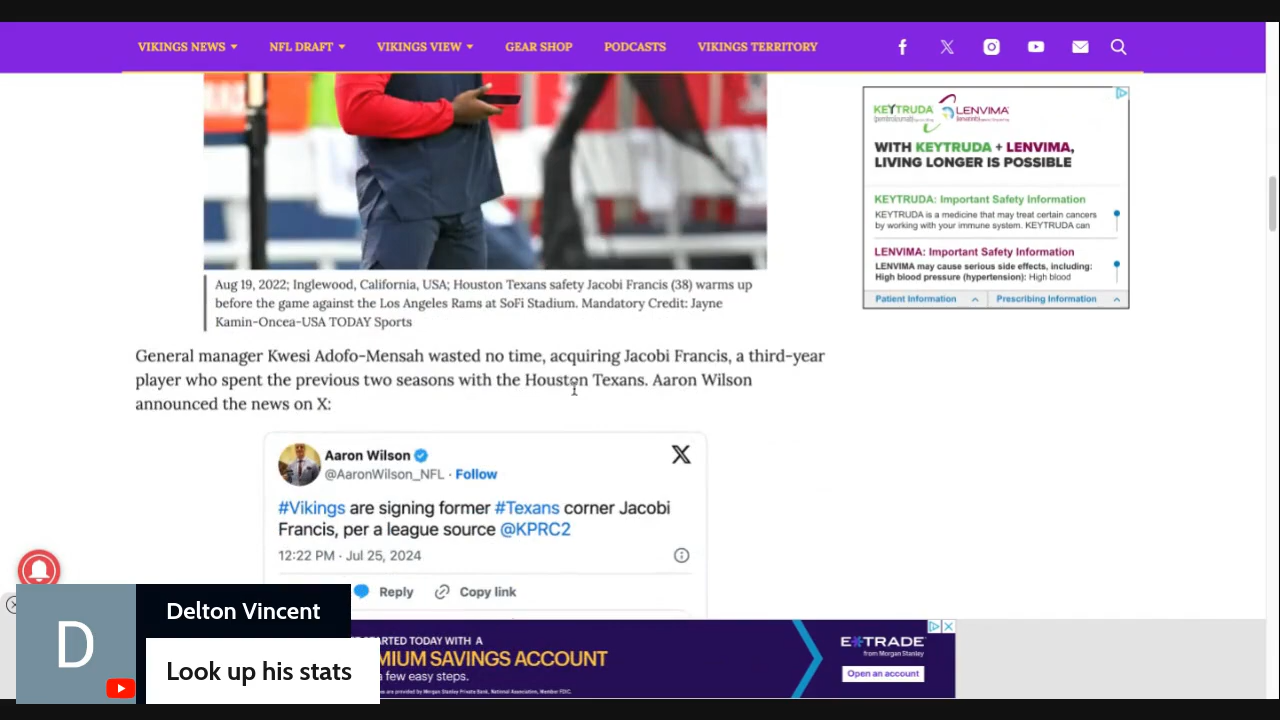 VIKINGS NEWS
NFL DRAFT
VIKINGS VIEW
GEAR SHOP
PODCASTS
VIKINGS TERRITORY
KEYTRUDA
LENVIMA
WITH KEYTRUDA + LENVIMA,
LIVING LONGER IS POSSIBLE
KEYTRUDA: Important Safety Information
KEYTRUDA is a medicine that may treat certain cancers
by working with your immune system. KEYTRUDA can
LENVIMA: Important Safety Information
LENVIMA may cause serious side effects, including:
High blood pressure (hypertension): High blood
Patient Information
Prescribing Information
Aug 19, 2022; Inglewood, California, USA; Houston Texans safety Jacobi Francis (38) warms up
before the game against the Los Angeles Rams at SoFi Stadium. Mandatory Credit: Jayne
Kamin-Oncea-USA TODAY Sports
General manager Kwesi Adofo-Mensah wasted no time, acquiring Jacobi Francis, a third-year
player who spent the previous two seasons with the Houston Texans. Aaron Wilson
announced the news on X:
Aaron Wilson
@AaronWilson_NFL · Follow
#Vikings are signing former #Texans corner Jacobi
Francis, per a league source @KPRC2
12:22 PM · Jul 25, 2024
Reply
Copy link
D
Delton Vincent
Look up his stats
STARTED TODAY WITH A
MIUM SAVINGS ACCOUNT
a few easy steps.
E*TRADE
from Morgan Stanley
Open an account